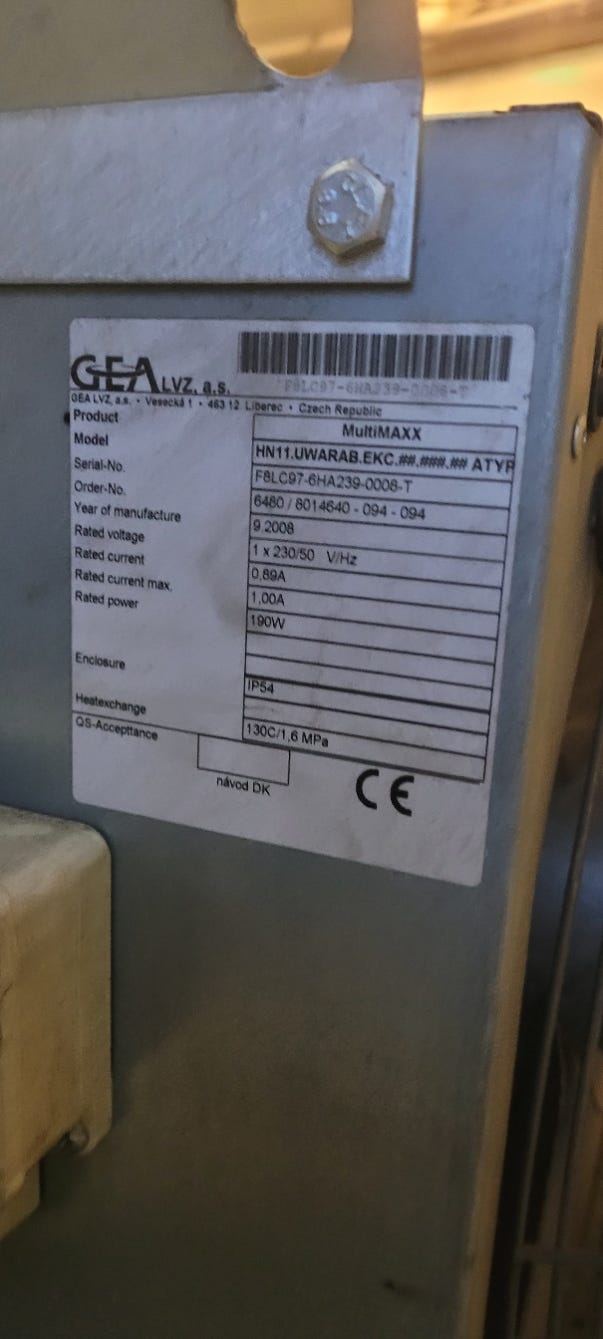 GEA LVZ, a.s.
F8LC97-6HA239-0008-T
GEA LVZ, a.s. • Vesecká 1 • 463 12 Liberec • Czech Republic
Product MultiMAXX
Model HN11.UWARAB.EKC.##.###.## ATYP
Serial-No. F8LC97-6HA239-0008-T
Order-No. 6480 / 8014640 - 094 - 094
Year of manufacture 9.2008
Rated voltage 1 x 230/50 V/Hz
Rated current 0,89A
Rated current max. 1,00A
Rated power 190W
Enclosure IP54
Heatexchange 130C/1,6 MPa
QS-Accepttance
návod DK
CE